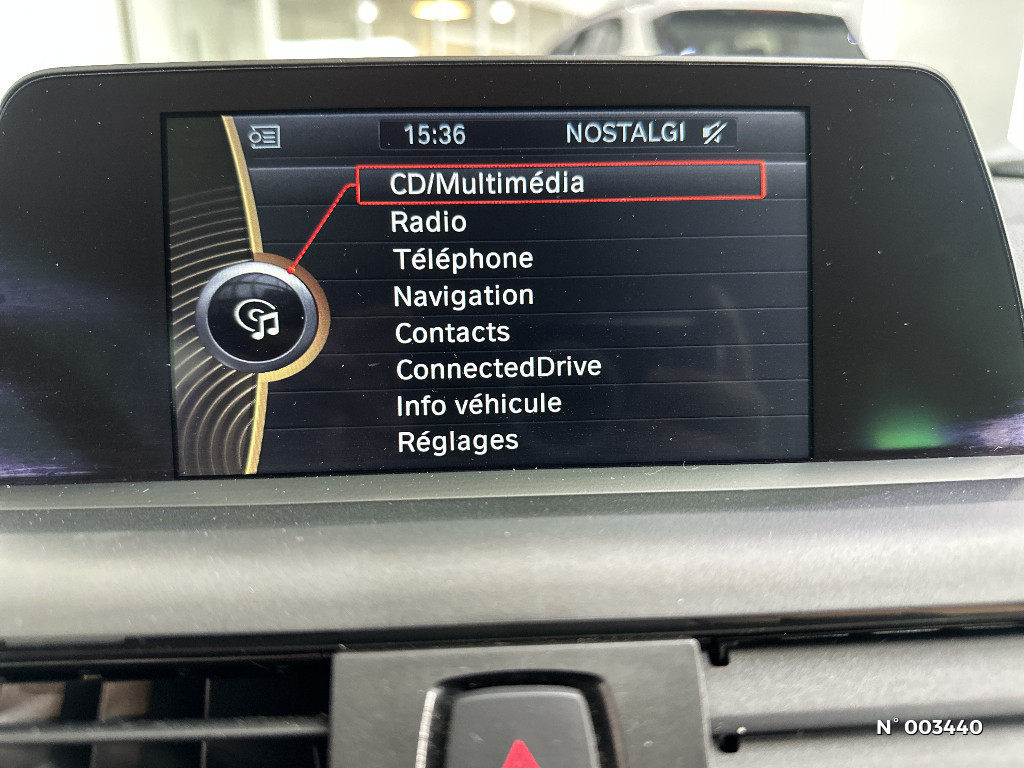 15:36 NOSTALGI
CD/Multimédia
Radio
Téléphone
Navigation
Contacts
ConnectedDrive
Info véhicule
Réglages
N° 003440